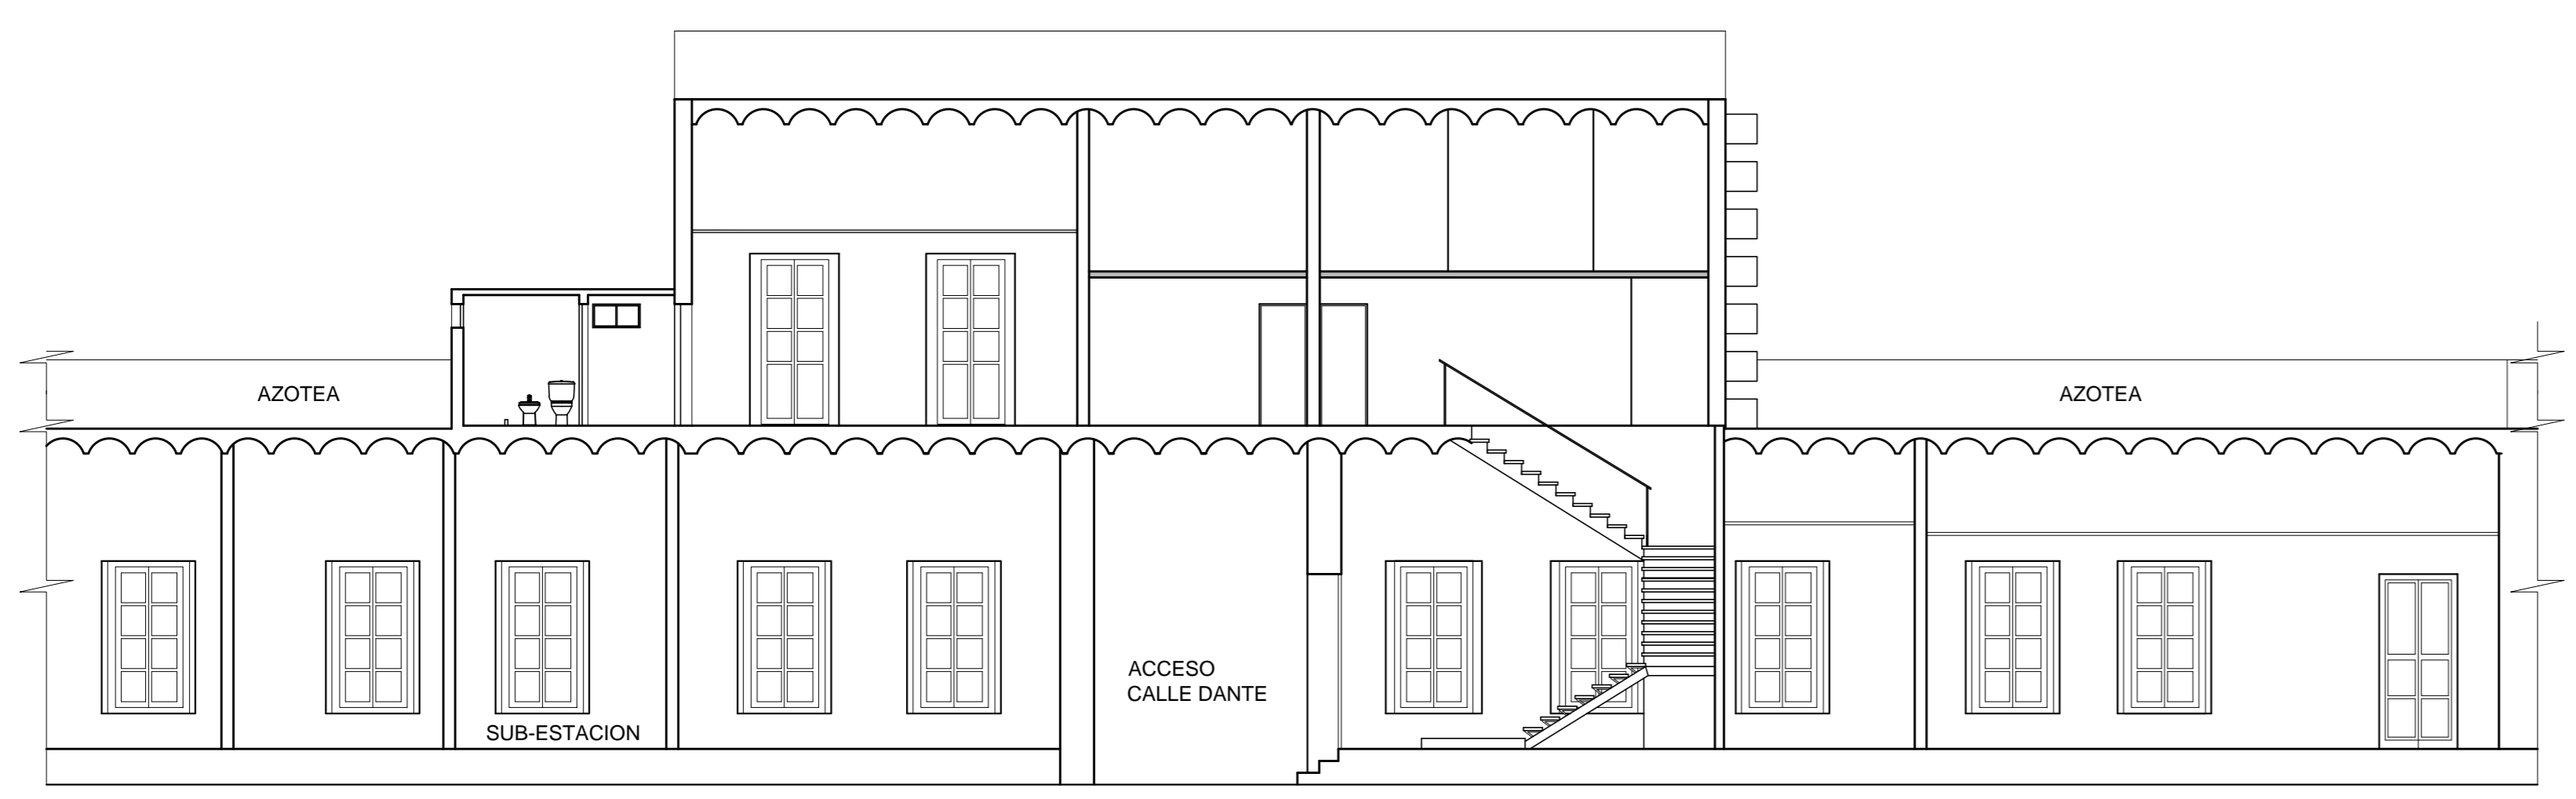 AZOTEA
AZOTEA
ACCESO
CALLE DANTE
SUB-ESTACION